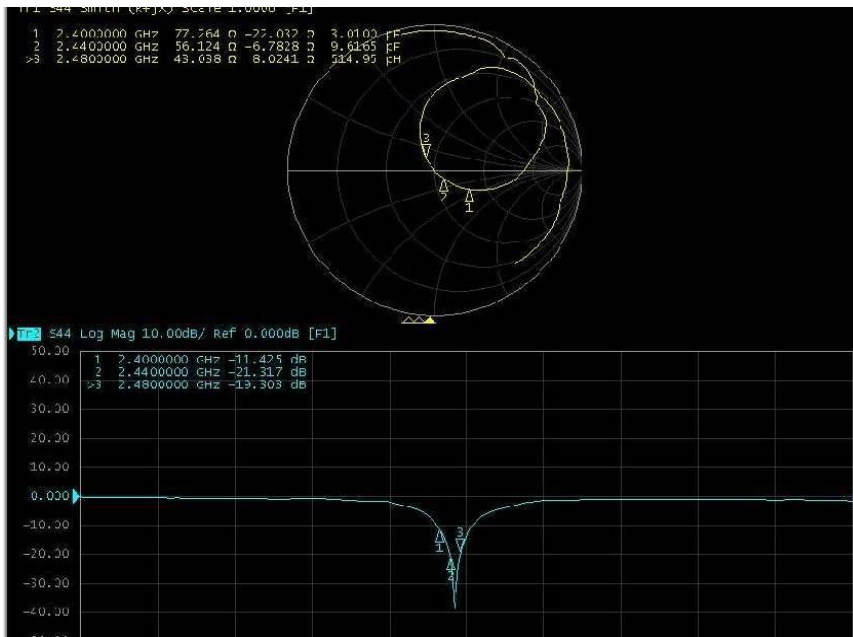 Tr1 S44 Smith (R+jX) Scale 1.000U [F1]
1 2.4000000 GHz 77.264 Ω -22.032 3.0100 pF
2 2.4400000 GHz 56.124 Ω -6.7828 9.6165 pF
>3 2.4800000 GHz 43.038 Ω 8.0241 514.95 pH
3
2
1
Tr2 S44 Log Mag 10.00dB/ Ref 0.000dB [F1]
50.00
1 2.4000000 GHz -11.425 dB
2 2.4400000 GHz -21.317 dB
40.00
>3 2.4800000 GHz -19.303 dB
30.00
20.00
10.00
0.000
-10.00
1
3
-20.00
2
-30.00
-40.00